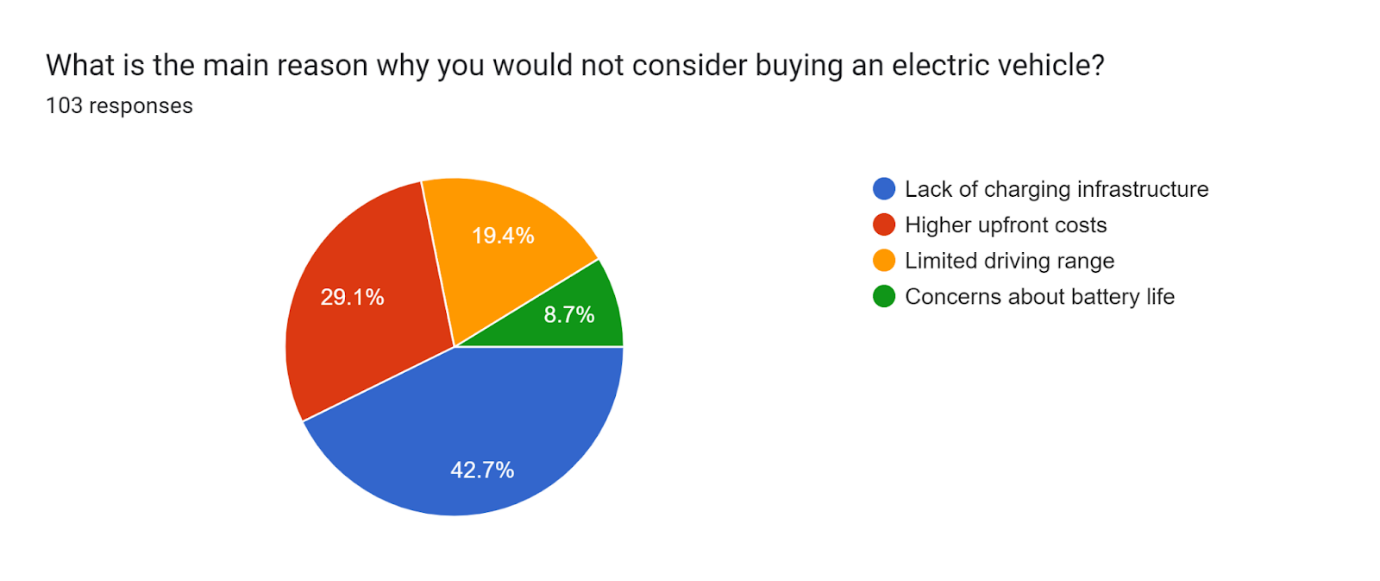 What is the main reason why you would not consider buying an electric vehicle?
103 responses
19.4%
29.1%
8.7%
42.7%
Lack of charging infrastructure
Higher upfront costs
Limited driving range
Concerns about battery life